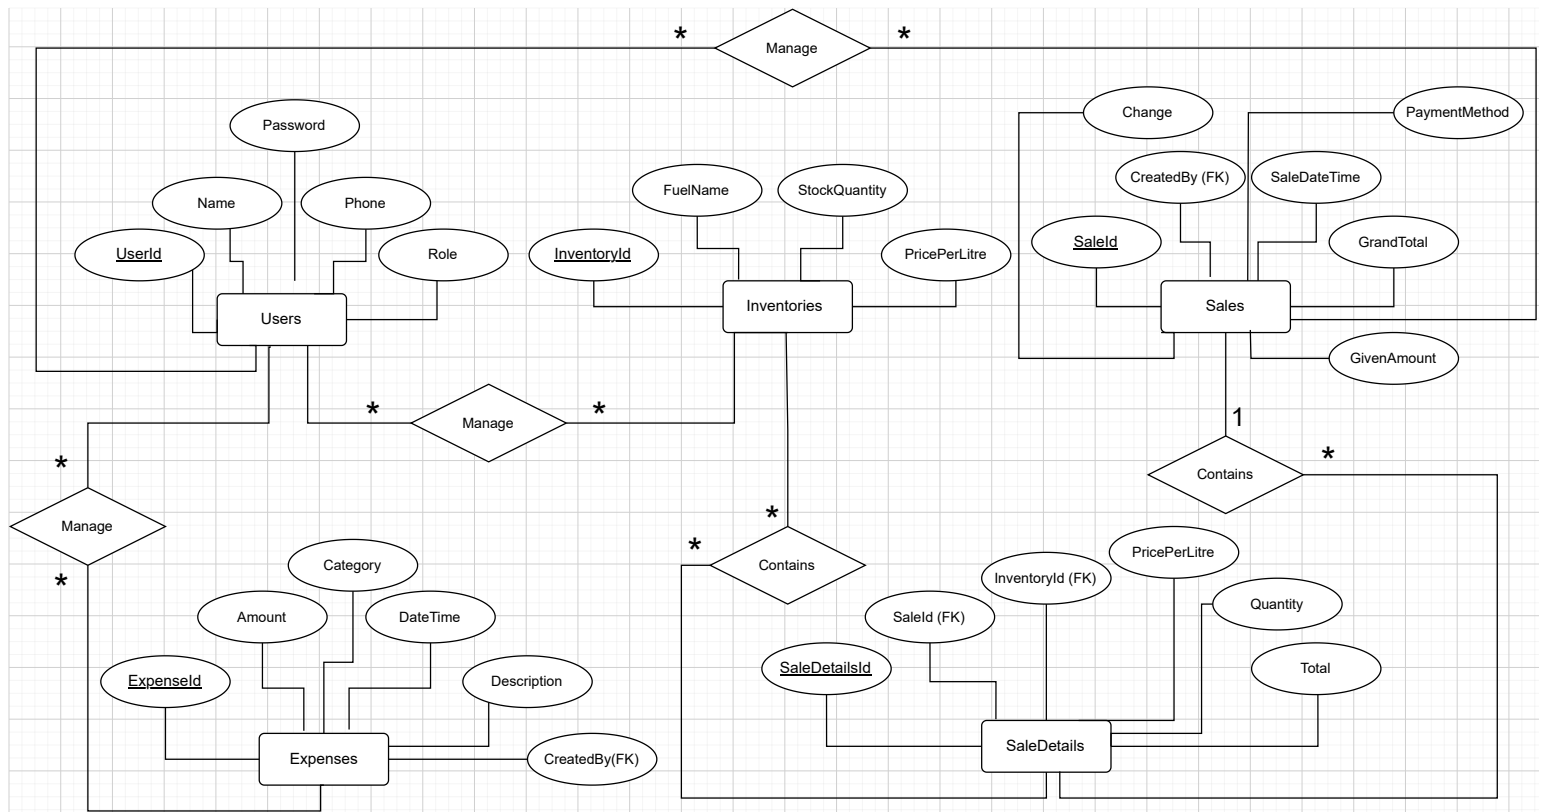 *
Manage
*
Change
PaymentMethod
Password
FuelName
StockQuantity
CreatedBy (FK)
SaleDateTime
Name
Phone
UserId
Role
InventoryId
PricePerLitre
SaleId
GrandTotal
Users
Inventories
Sales
GivenAmount
*
Manage
*
1
*
Contains
*
Manage
*
*
*
Contains
Category
Amount
DateTime
ExpenseId
Description
Expenses
CreatedBy(FK)
PricePerLitre
InventoryId (FK)
Quantity
SaleId (FK)
SaleDetailsId
Total
SaleDetails